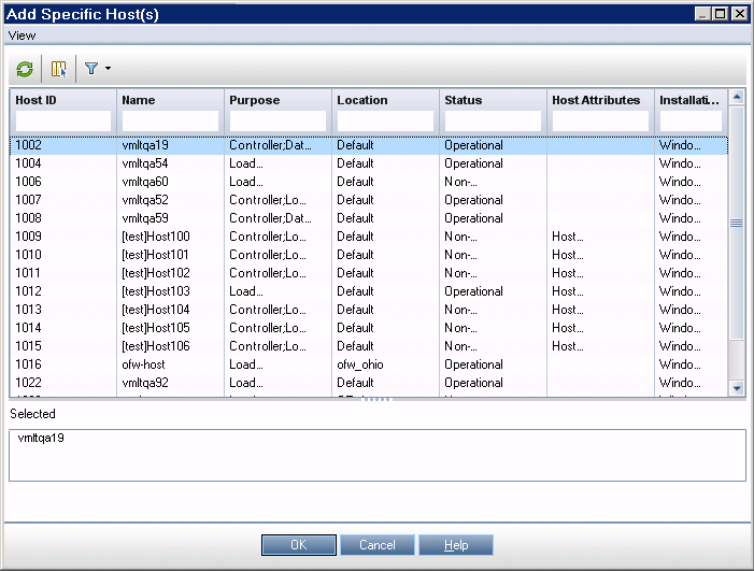 Add Specific Host(s)
View
Host ID Name Purpose Location Status Host Attributes Installati...
1002 vmltqa19 Controller;Dat... Default Operational Windo...
1004 vmltqa54 Load... Default Operational Windo...
1006 vmltqa60 Load... Default Non-... Windo...
1007 vmltqa52 Controller;Lo... Default Operational Windo...
1008 vmltqa59 Controller;Dat... Default Operational Windo...
1009 [test]Host100 Controller;Lo... Default Non-... Host... Windo...
1010 [test]Host101 Controller;Lo... Default Non-... Host... Windo...
1011 [test]Host102 Controller;Lo... Default Non-... Host... Windo...
1012 [test]Host103 Load... Default Operational Host... Windo...
1013 [test]Host104 Controller;Lo... Default Non-... Host... Windo...
1014 [test]Host105 Controller;Lo... Default Non-... Host... Windo...
1015 [test]Host106 Controller;Lo... Default Non-... Host... Windo...
1016 ofw-host Load... ofw_ohio Operational Windo...
1022 vmltqa92 Load... Default Operational Windo...
Selected
vmltqa19
OK Cancel Help